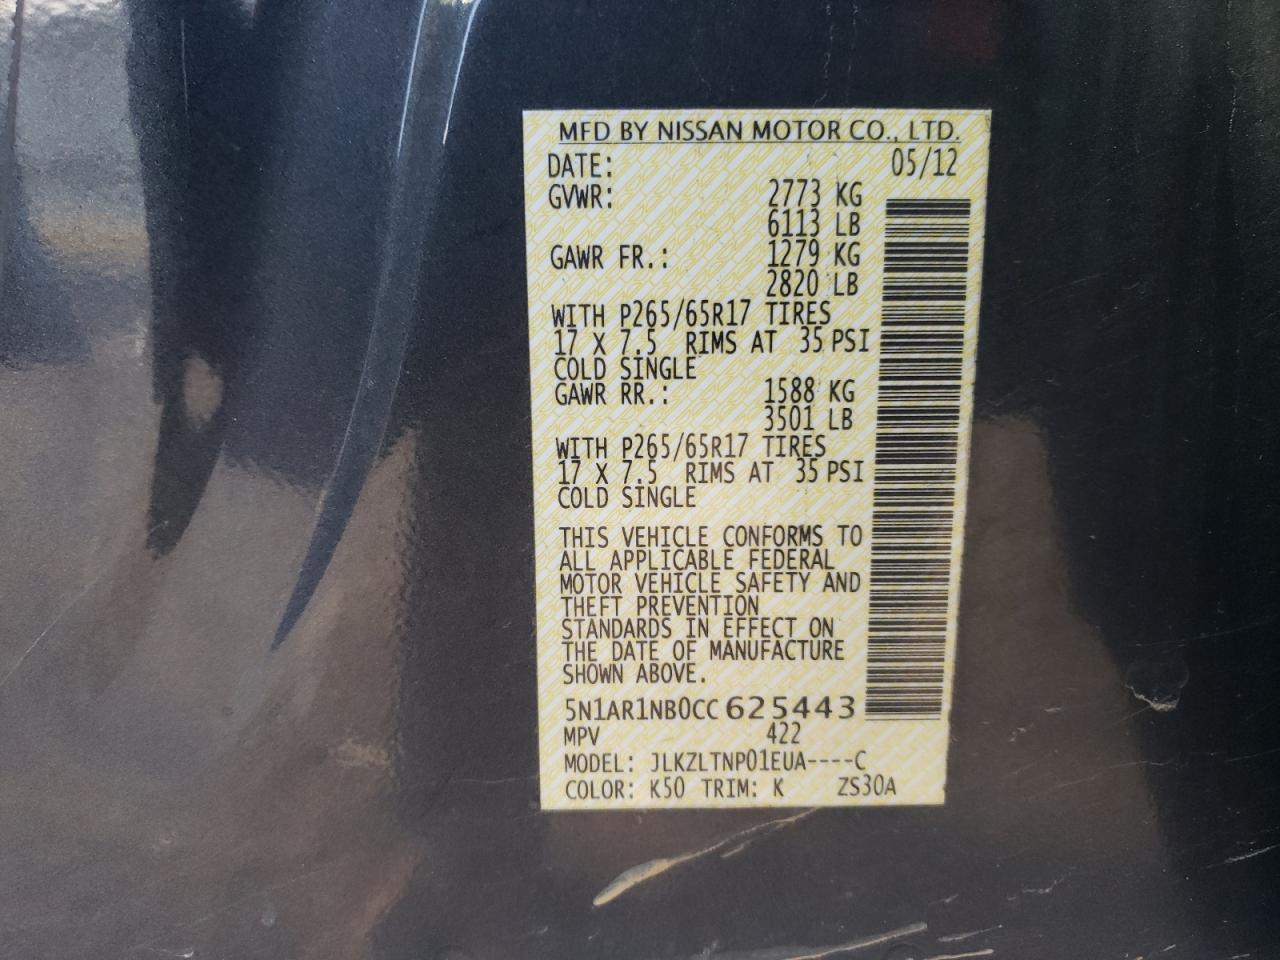 MFD BY NISSAN MOTOR CO., LTD.
DATE: 05/12
GVWR: 2773 KG
6113 LB
GAWR FR.: 1279 KG
2820 LB
WITH P265/65R17 TIRES
17 X 7.5 RIMS AT 35 PSI
COLD SINGLE
GAWR RR.: 1588 KG
3501 LB
WITH P265/65R17 TIRES
17 X 7.5 RIMS AT 35 PSI
COLD SINGLE
THIS VEHICLE CONFORMS TO
ALL APPLICABLE FEDERAL
MOTOR VEHICLE SAFETY AND
THEFT PREVENTION
STANDARDS IN EFFECT ON
THE DATE OF MANUFACTURE
SHOWN ABOVE.
5N1AR1NB0CC625443
MPV 422
MODEL: JLKZLTNP01EUA----C
COLOR: K50 TRIM: K ZS30A